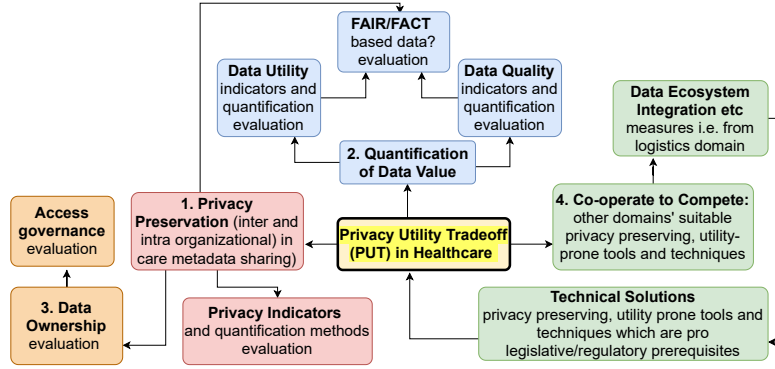 FAIR/FACT
based data?
evaluation
Data Utility
indicators and
quantification
evaluation
Data Quality
indicators and
quantification
evaluation
Data Ecosystem
Integration etc
measures i.e. from
logistics domain
2. Quantification
of Data Value
Access
governance
evaluation
1. Privacy
Preservation (inter and
intra organizational) in
care metadata sharing)
Privacy Utility Tradeoff
(PUT) in Healthcare
4. Co-operate to Compete:
other domains' suitable
privacy preserving, utility-
prone tools and techniques
3. Data
Ownership
evaluation
Privacy Indicators
and quantification methods
evaluation
Technical Solutions
privacy preserving, utility prone tools and
techniques which are pro
legislative/regulatory prerequisites